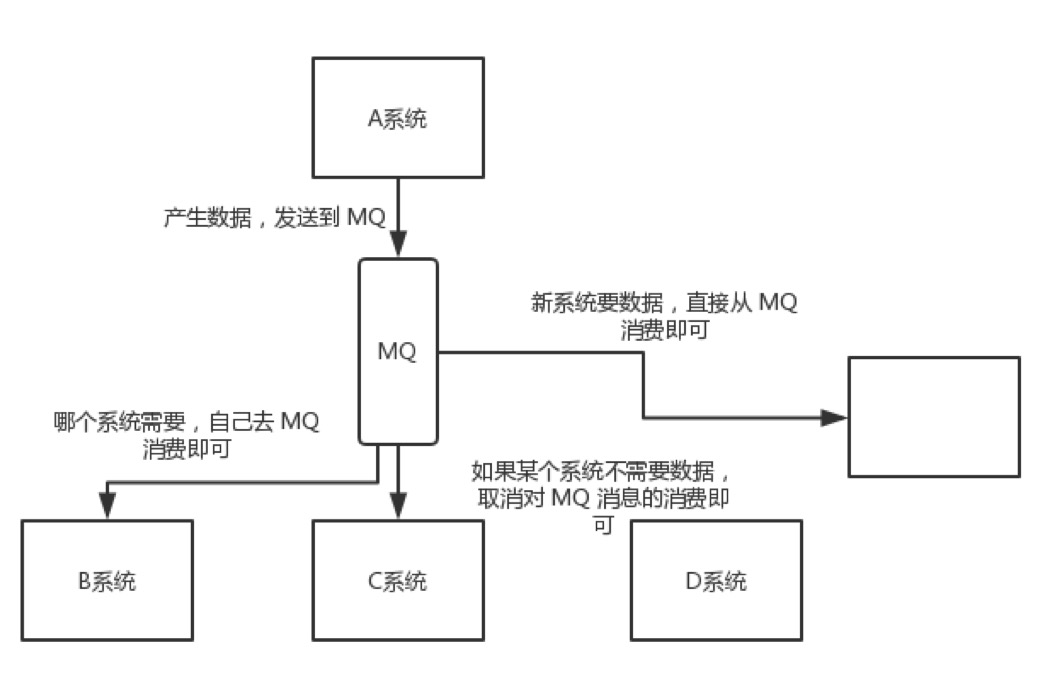 A系统
产生数据，发送到 MQ
MQ
新系统要数据，直接从 MQ
消费即可
哪个系统需要，自己去 MQ
消费即可
如果某个系统不需要数据，
取消对 MQ 消息的消费即
可
B系统
C系统
D系统